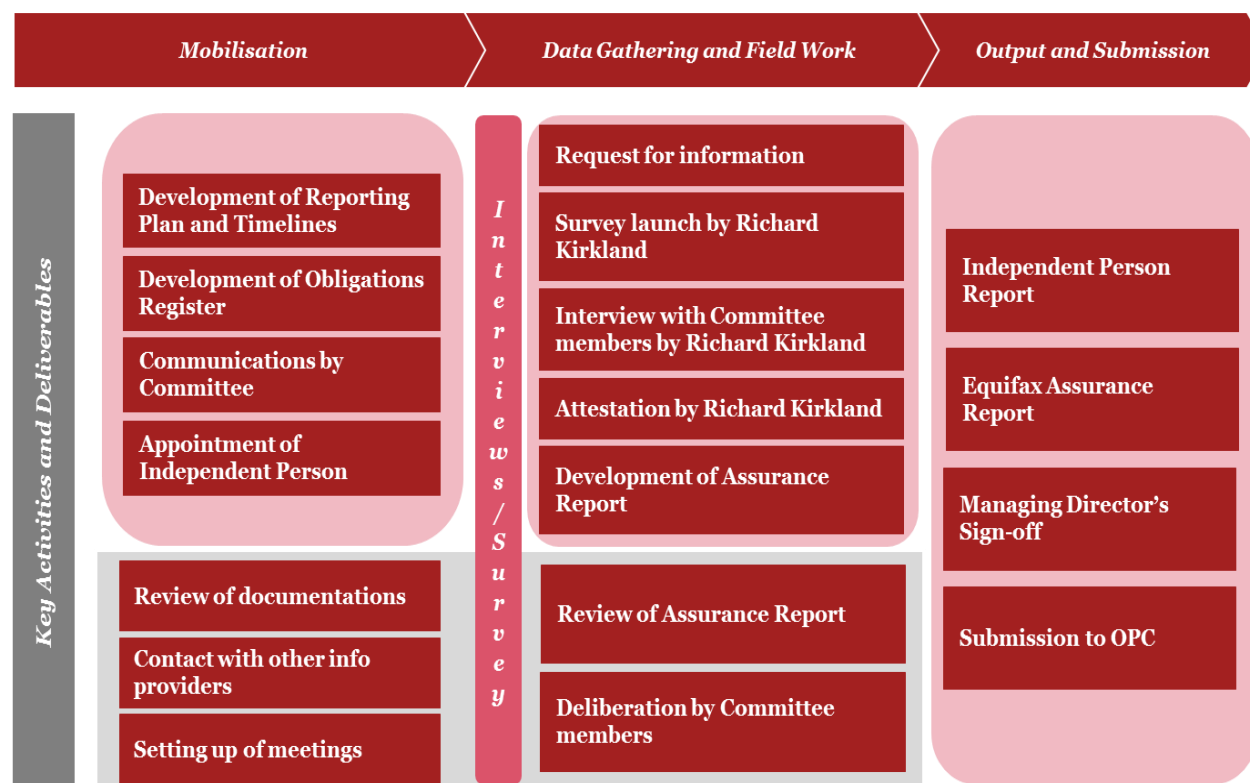 Mobilisation
Data Gathering and Field Work
Output and Submission
Key Activities and Deliverables
Development of Reporting
Plan and Timelines
Development of Obligations
Register
Communications by
Committee
Appointment of
Independent Person
Review of documentations
Contact with other info
providers
Setting up of meetings
Interviews/Survey
Request for information
Survey launch by Richard
Kirkland
Interview with Committee
members by Richard Kirkland
Attestation by Richard Kirkland
Development of Assurance
Report
Review of Assurance Report
Deliberation by Committee
members
Independent Person
Report
Equifax Assurance
Report
Managing Director’s
Sign-off
Submission to OPC